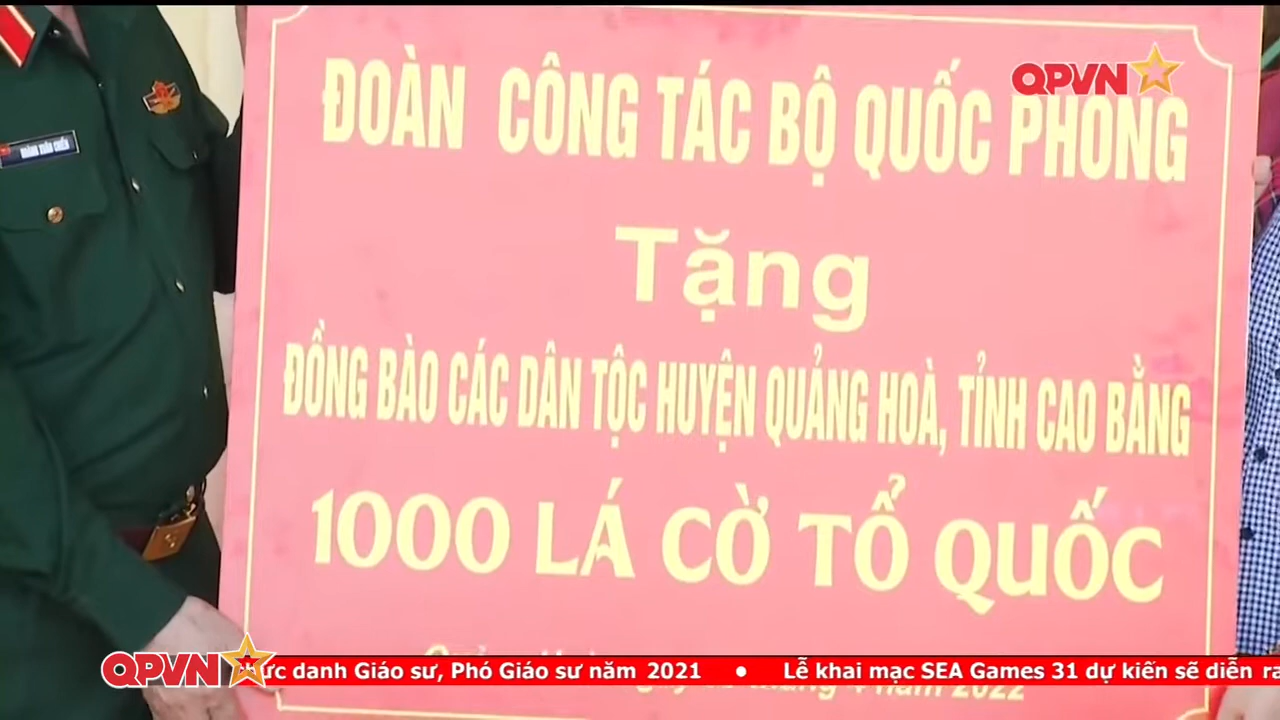 QPVN
ĐOÀN CÔNG TÁC BỘ QUỐC PHÒNG
Tặng
ĐỒNG BÀO CÁC DÂN TỘC HUYỆN QUẢNG HOÀ, TỈNH CAO BẰNG
1000 LÁ CỜ TỔ QUỐC
4 năm 2022
QPVN
danh Giáo sư, Phó Giáo sư năm 2021 • Lễ khai mạc SEA Games 31 dự kiến sẽ diễn ra